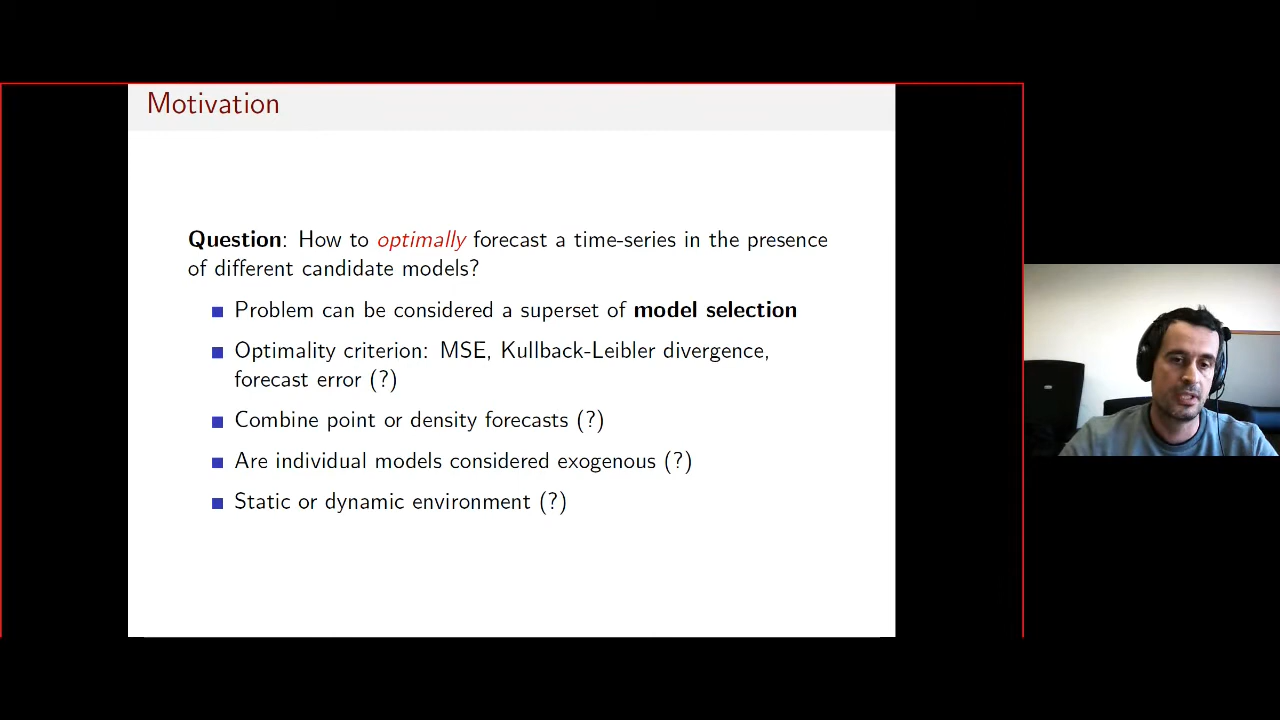 Motivation
Question: How to optimally forecast a time-series in the presence
of different candidate models?
Problem can be considered a superset of model selection
Optimality criterion: MSE, Kullback-Leibler divergence,
forecast error (?)
Combine point or density forecasts (?)
Are individual models considered exogenous (?)
Static or dynamic environment (?)